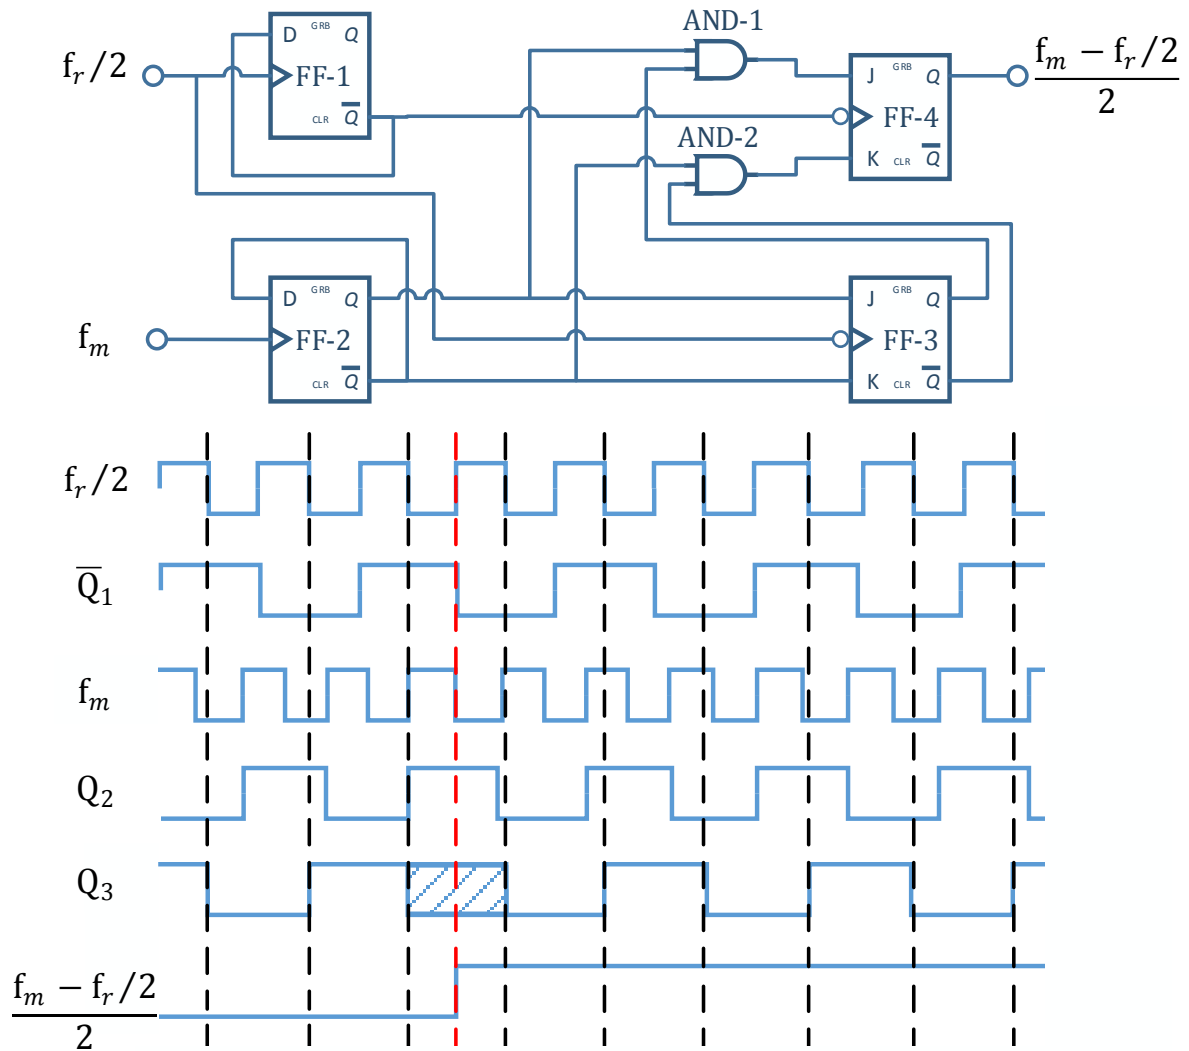 AND-1
f_r/2
D GRB Q
FF-1
CLR Q̅
J GRB Q
FF-4
K CLR Q̅
(f_m − f_r/2)/2
AND-2
f_m
D GRB Q
FF-2
CLR Q̅
J GRB Q
FF-3
K CLR Q̅
f_r/2
Q̅_1
f_m
Q_2
Q_3
(f_m − f_r/2)/2